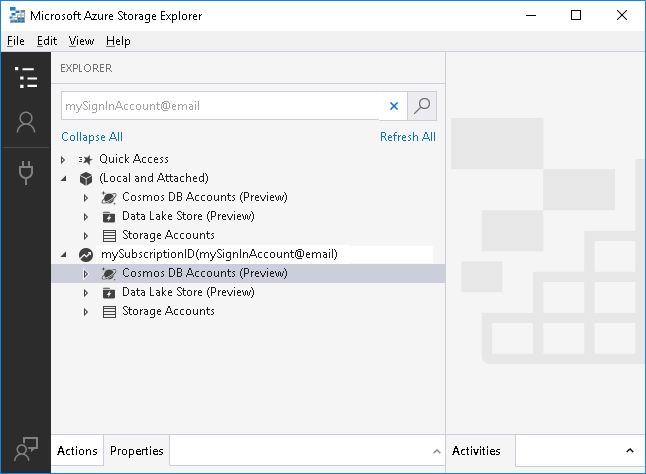 Microsoft Azure Storage Explorer
File Edit View Help
EXPLORER
mySignInAccount@email
Collapse All Refresh All
Quick Access
(Local and Attached)
Cosmos DB Accounts (Preview)
Data Lake Store (Preview)
Storage Accounts
mySubscriptionID(mySignInAccount@email)
Cosmos DB Accounts (Preview)
Data Lake Store (Preview)
Storage Accounts
Actions Properties Activities